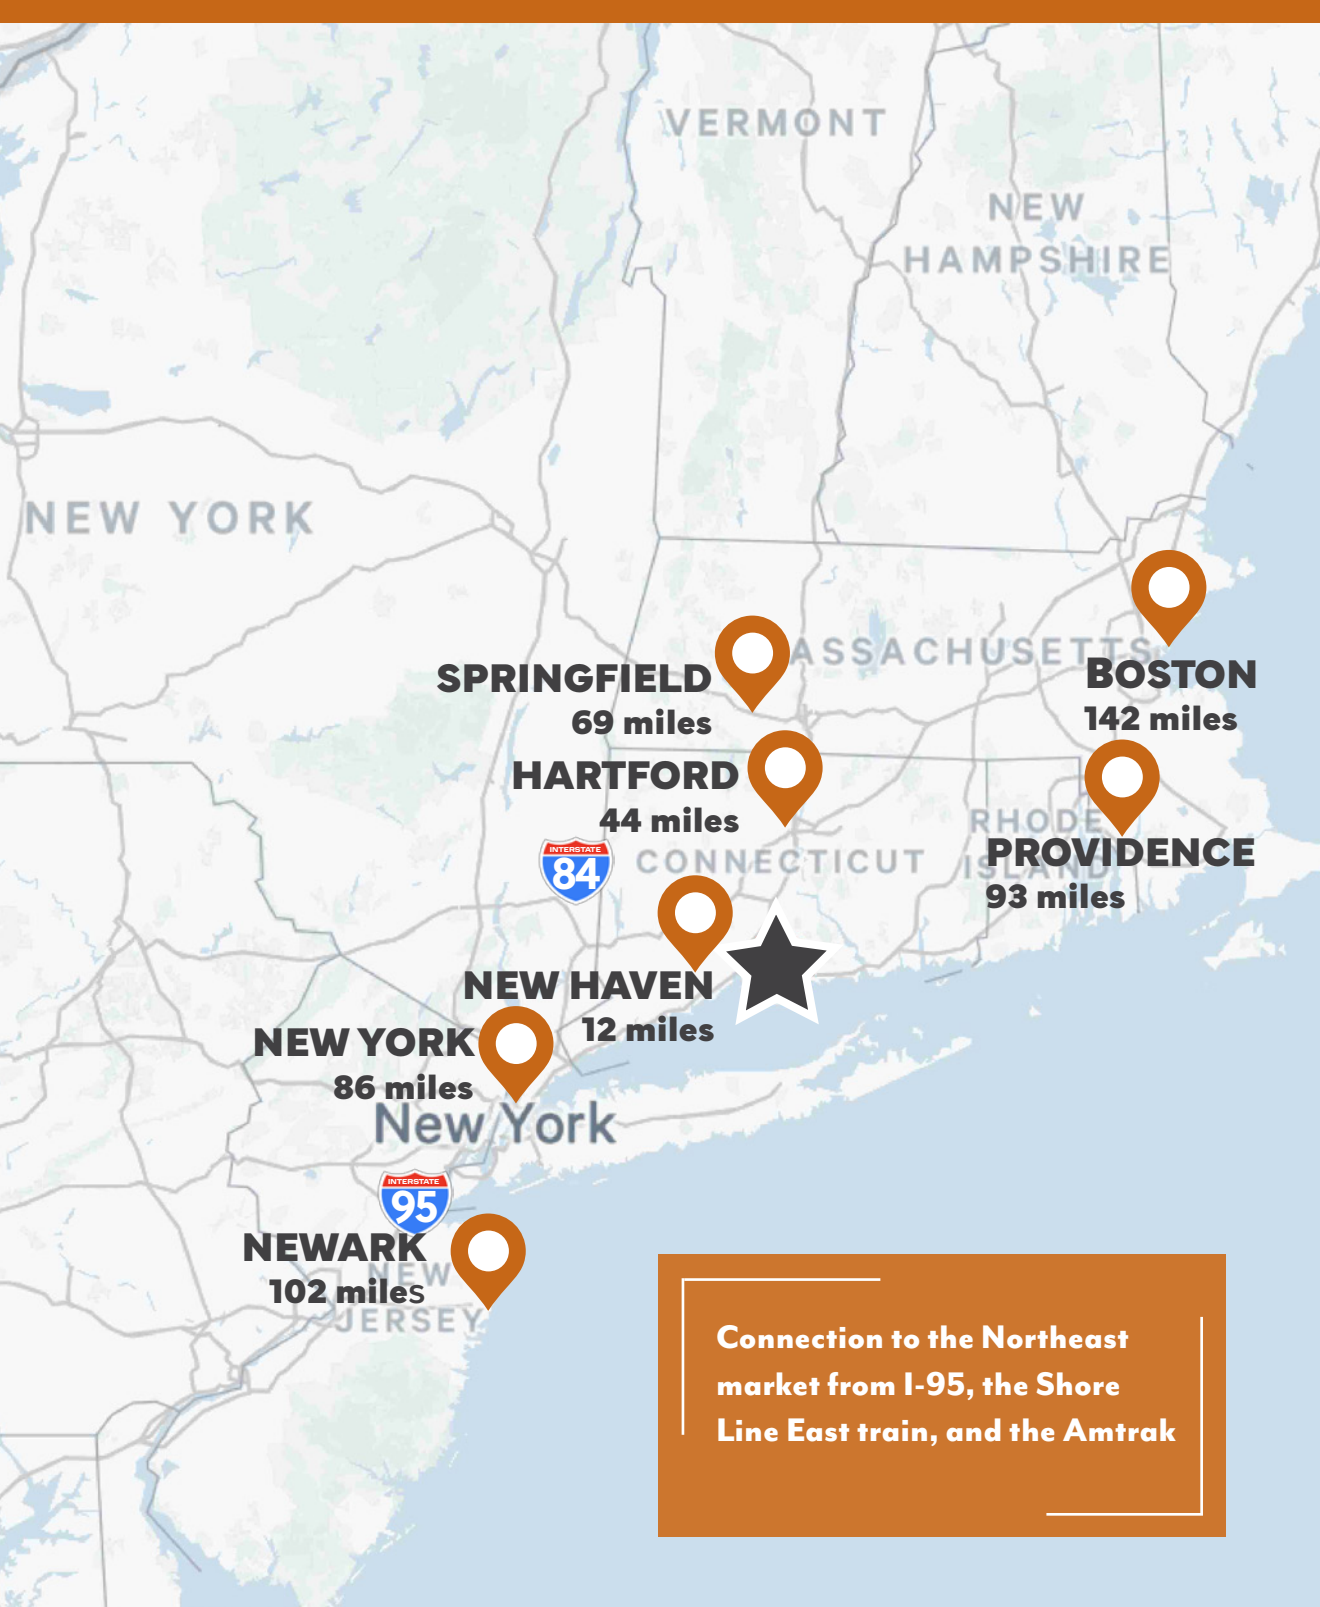 VERMONT
NEW
HAMPSHIRE
NEW YORK
ASSACHUSETTS
SPRINGFIELD
69 miles
BOSTON
142 miles
HARTFORD
44 miles
RHODE
ISLAND
PROVIDENCE
93 miles
INTERSTATE
84
CONNECTICUT
NEW HAVEN
12 miles
NEW YORK
86 miles
New York
INTERSTATE
95
NEWARK
102 miles
NEW
JERSEY
Connection to the Northeast
market from I-95, the Shore
Line East train, and the Amtrak